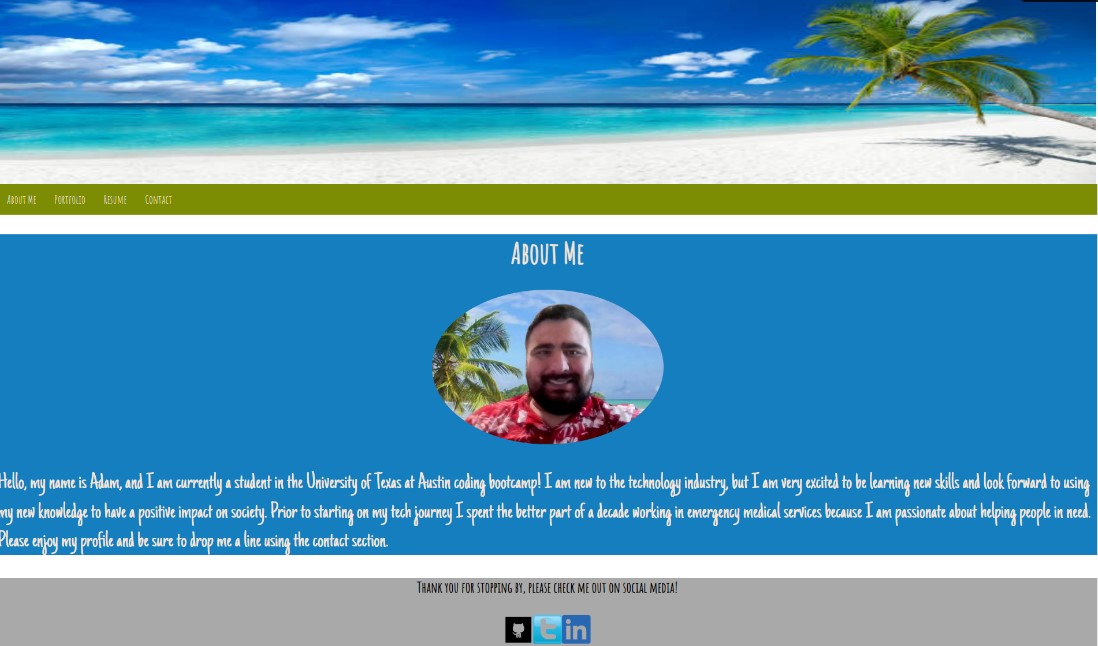 About Me Portfolio Resume Contact
About Me
Hello, my name is Adam, and I am currently a student in the University of Texas at Austin coding bootcamp! I am new to the technology industry, but I am very excited to be learning new skills and look forward to using
my new knowledge to have a positive impact on society. Prior to starting on my tech journey I spent the better part of a decade working in emergency medical services because I am passionate about helping people in need.
Please enjoy my profile and be sure to drop me a line using the contact section.
Thank you for stopping by, please check me out on social media!
t in